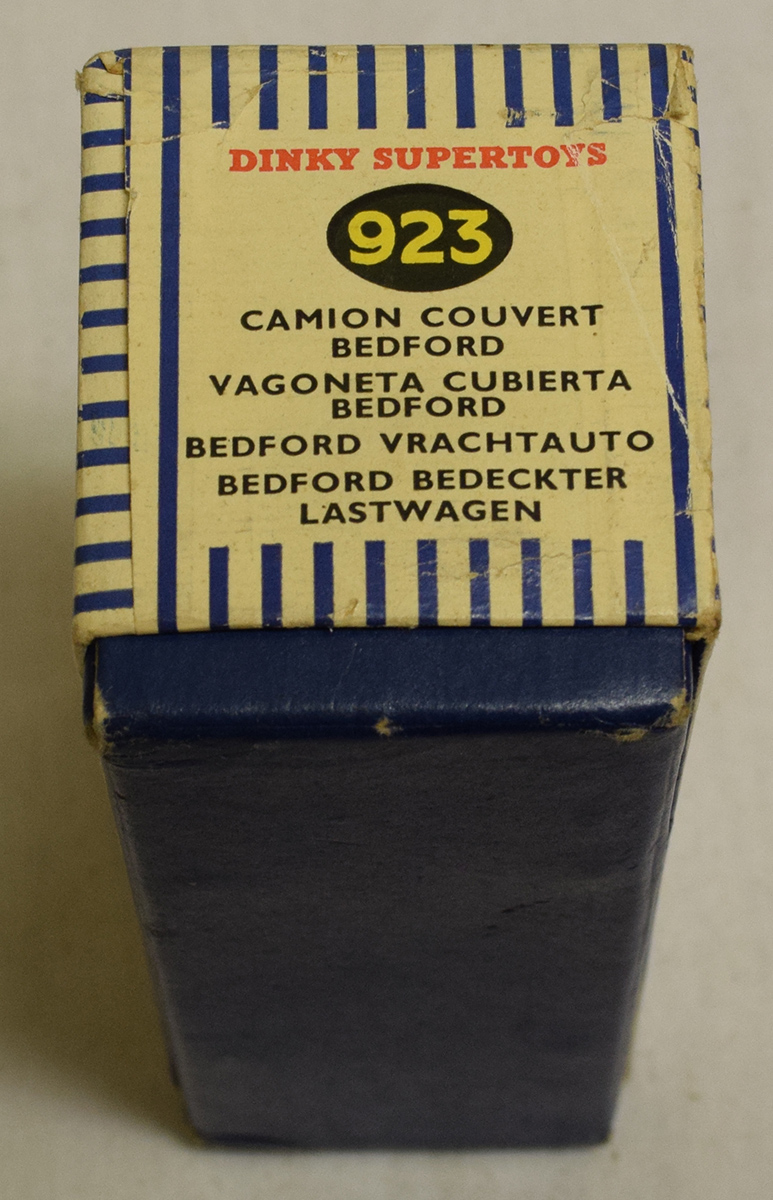 DINKY SUPERTOYS
923
CAMION COUVERT
BEDFORD
VAGONETA CUBIERTA
BEDFORD
BEDFORD VRACHTAUTO
BEDFORD BEDECKTER
LASTWAGEN